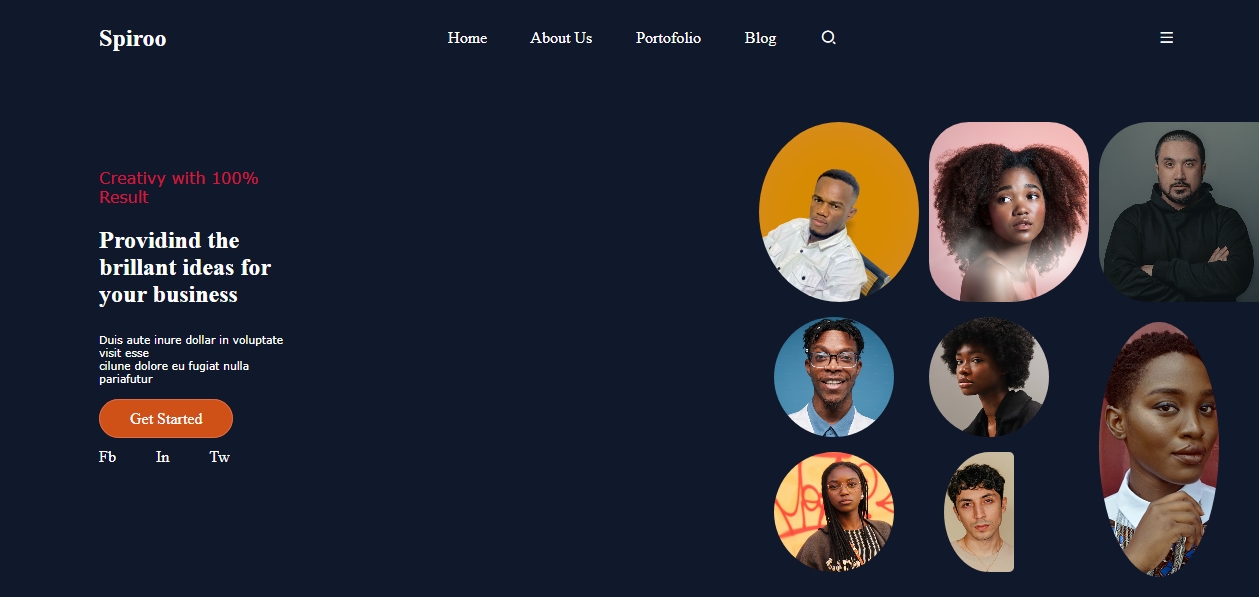 Spiroo
Home About Us Portofolio Blog
Creativy with 100%
Result
Providind the
brillant ideas for
your business
Duis aute inure dollar in voluptate
visit esse
cilune dolore eu fugiat nulla
pariafutur
Get Started
Fb In Tw